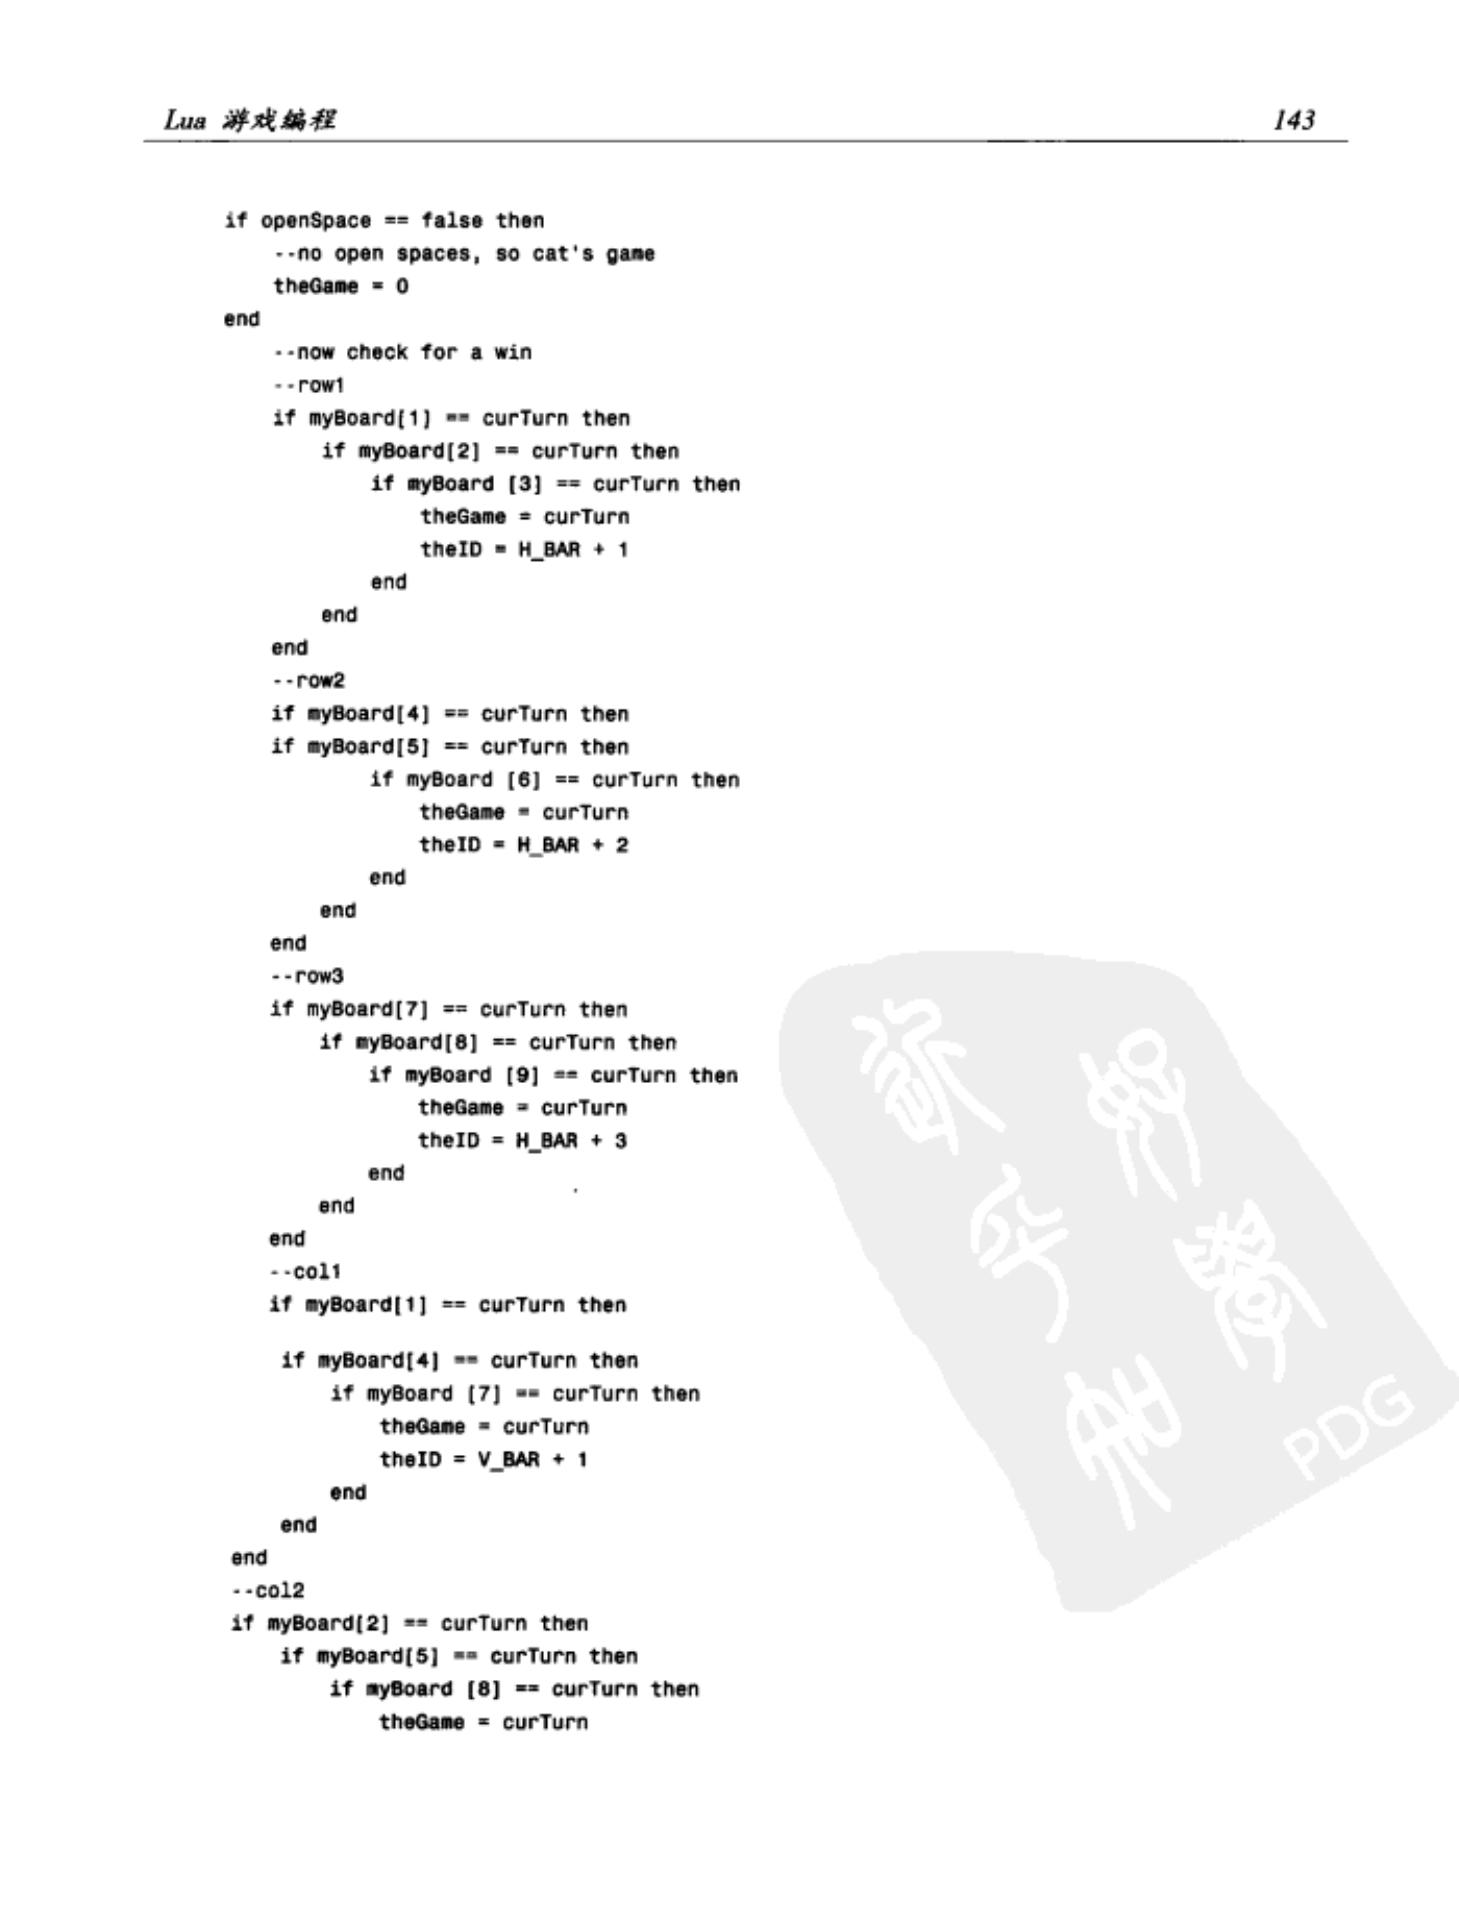 Lua 游戏编程 143
if openSpace == false then
--no open spaces, so cat's game
theGame = 0
end
--now check for a win
--row1
if myBoard[1] == curTurn then
if myBoard[2] == curTurn then
if myBoard [3] == curTurn then
theGame = curTurn
theID = H_BAR + 1
end
end
end
--row2
if myBoard[4] == curTurn then
if myBoard[5] == curTurn then
if myBoard [6] == curTurn then
theGame = curTurn
theID = H_BAR + 2
end
end
end
--row3
if myBoard[7] == curTurn then
if myBoard[8] == curTurn then
if myBoard [9] == curTurn then
theGame = curTurn
theID = H_BAR + 3
end
end
end
--col1
if myBoard[1] == curTurn then
if myBoard[4] == curTurn then
if myBoard [7] == curTurn then
theGame = curTurn
theID = V_BAR + 1
end
end
end
--col2
if myBoard[2] == curTurn then
if myBoard[5] == curTurn then
if myBoard [8] == curTurn then
theGame = curTurn
PDG